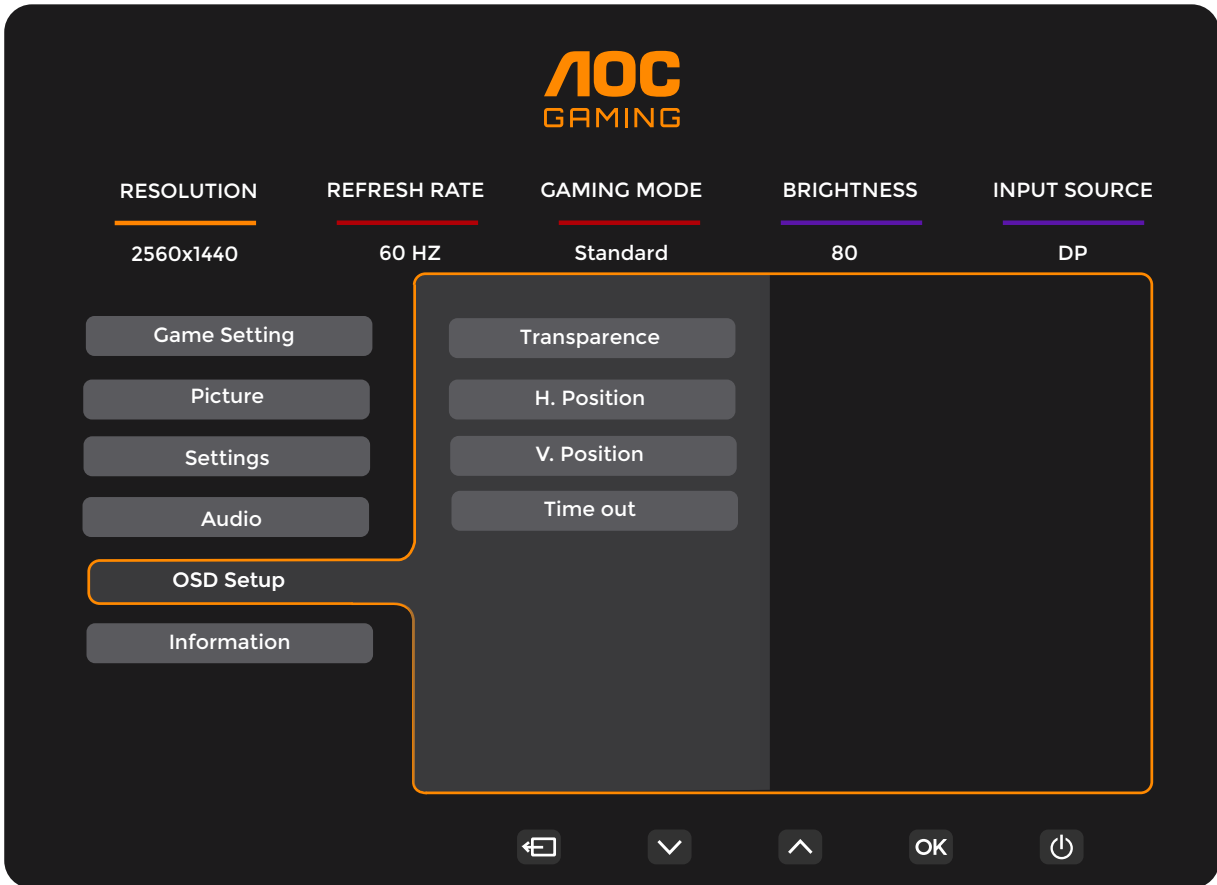 AOC
GAMING
RESOLUTION REFRESH RATE GAMING MODE BRIGHTNESS INPUT SOURCE
2560x1440 60 HZ Standard 80 DP
Game Setting
Picture
Settings
Audio
OSD Setup
Information
Transparence
H. Position
V. Position
Time out
OK